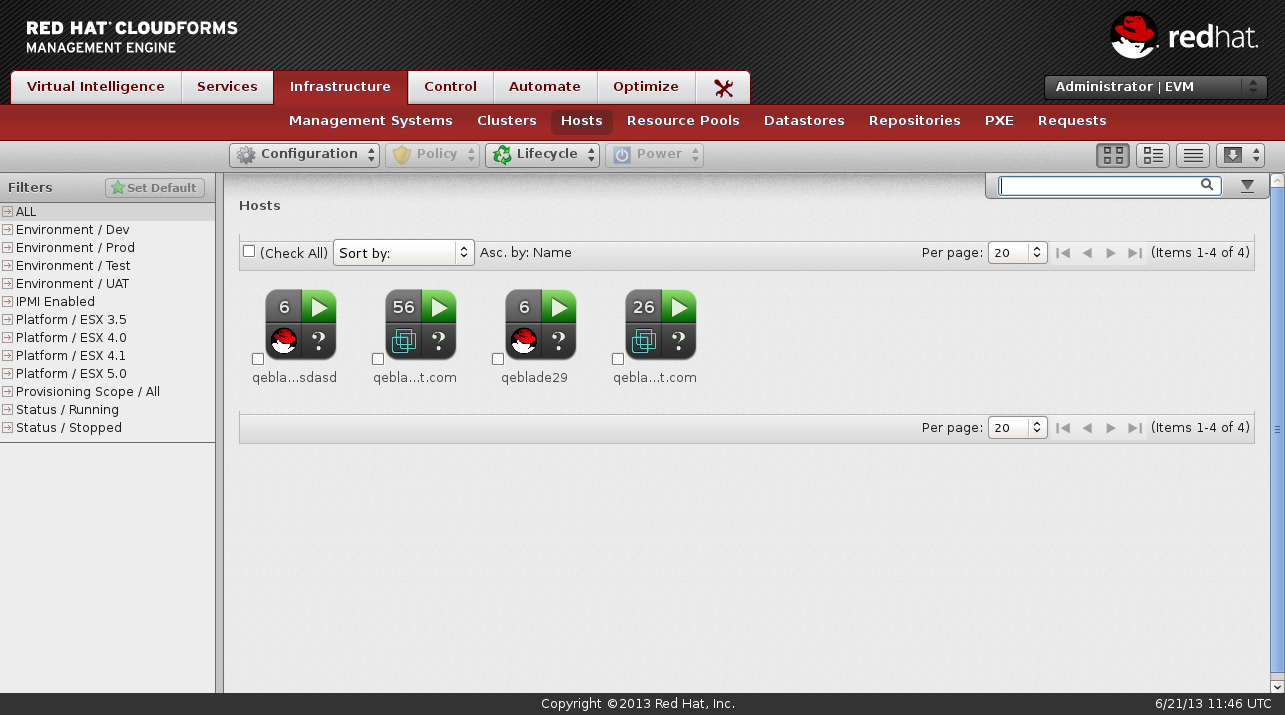 RED HAT CLOUDFORMS
MANAGEMENT ENGINE
redhat.
Virtual Intelligence Services Infrastructure Control Automate Optimize
Administrator | EVM
Management Systems Clusters Hosts Resource Pools Datastores Repositories PXE Requests
Configuration Policy Lifecycle Power
Filters Set Default
ALL
Environment / Dev
Environment / Prod
Environment / Test
Environment / UAT
IPMI Enabled
Platform / ESX 3.5
Platform / ESX 4.0
Platform / ESX 4.1
Platform / ESX 5.0
Provisioning Scope / All
Status / Running
Status / Stopped
Hosts
(Check All) Sort by: Asc. by: Name Per page: 20 (Items 1-4 of 4)
6 56 6 26
? ? ? ?
qebla...sdasd qebla...t.com qeblade29 qebla...t.com
Per page: 20 (Items 1-4 of 4)
Copyright ©2013 Red Hat, Inc. 6/21/13 11:46 UTC